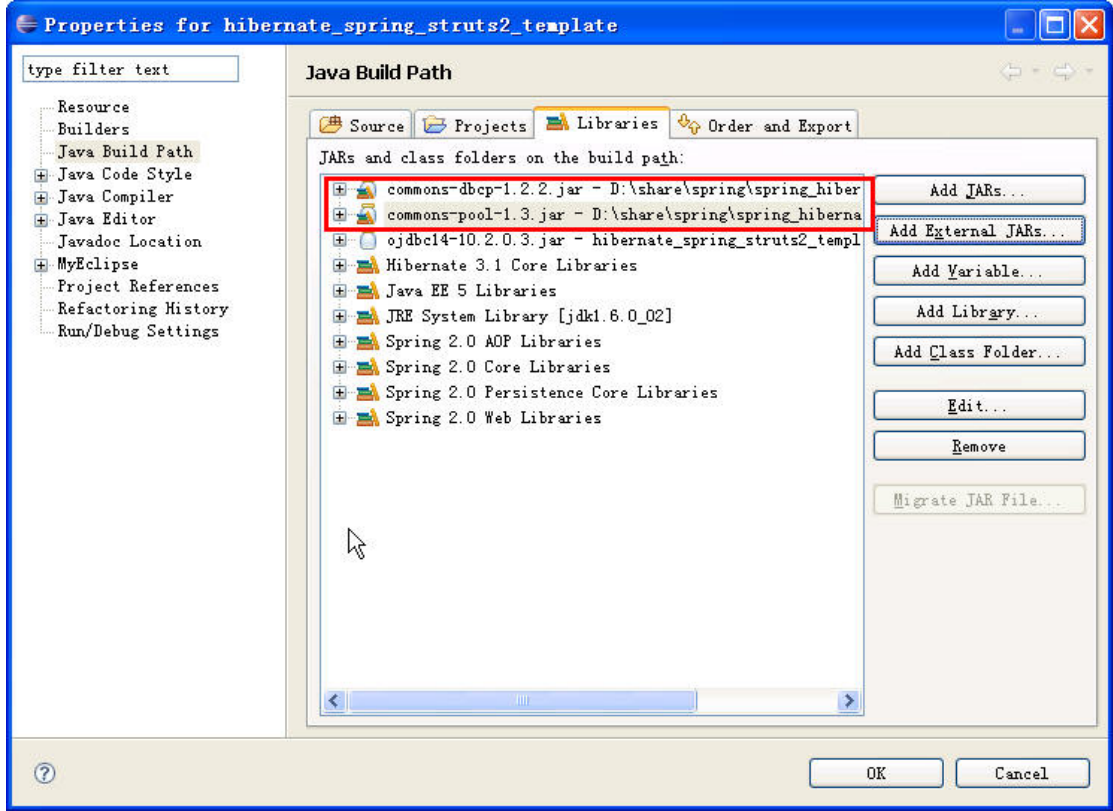 Properties for hibernate_spring_struts2_template
type filter text
Resource
Builders
Java Build Path
Java Code Style
Java Compiler
Java Editor
Javadoc Location
MyEclipse
Project References
Refactoring History
Run/Debug Settings
Java Build Path
Source
Projects
Libraries
Order and Export
JARs and class folders on the build path:
commons-dbcp-1.2.2.jar - D:\share\spring\spring_hiber
commons-pool-1.3.jar - D:\share\spring\spring_hiberna
ojdbc14-10.2.0.3.jar - hibernate_spring_struts2_templ
Hibernate 3.1 Core Libraries
Java EE 5 Libraries
JRE System Library [jdk1.6.0_02]
Spring 2.0 AOP Libraries
Spring 2.0 Core Libraries
Spring 2.0 Persistence Core Libraries
Spring 2.0 Web Libraries
Add JARs...
Add External JARs...
Add Variable...
Add Library...
Add Class Folder...
Edit...
Remove
Migrate JAR File...
OK
Cancel